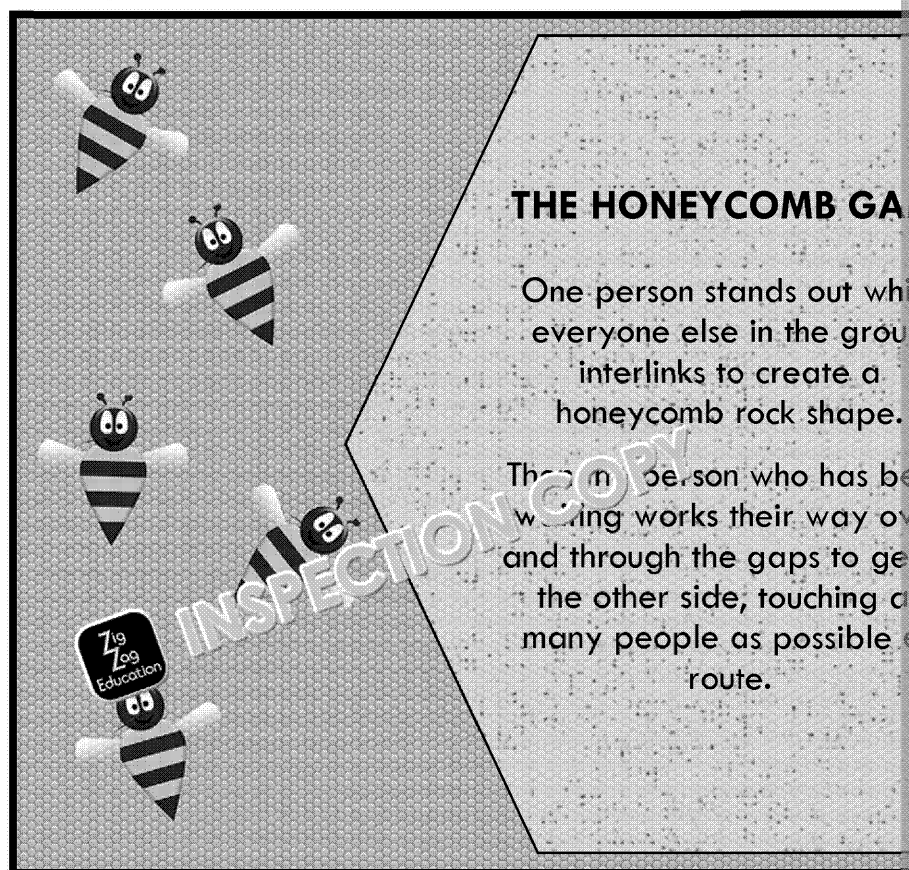 THE HONEYCOMB GA
One person stands out whi
everyone else in the grou
interlinks to create a
honeycomb rock shape.
person who has be
works their way ov
and through the gaps to ge
the other side, touching a
many people as possible e
route.
INSPECTION COPY
Zig
Zag
Education